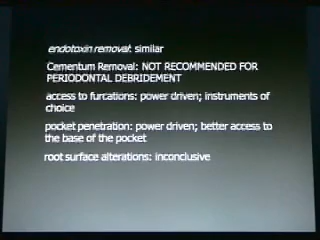 endotoxin removal: similar
Cementum Removal: NOT RECOMMENDED FOR
PERIODONTAL DEBRIDEMENT
access to furcations: power driven; instruments of
choice
pocket penetration: power driven; better access to
the base of the pocket
root surface alterations: inconclusive